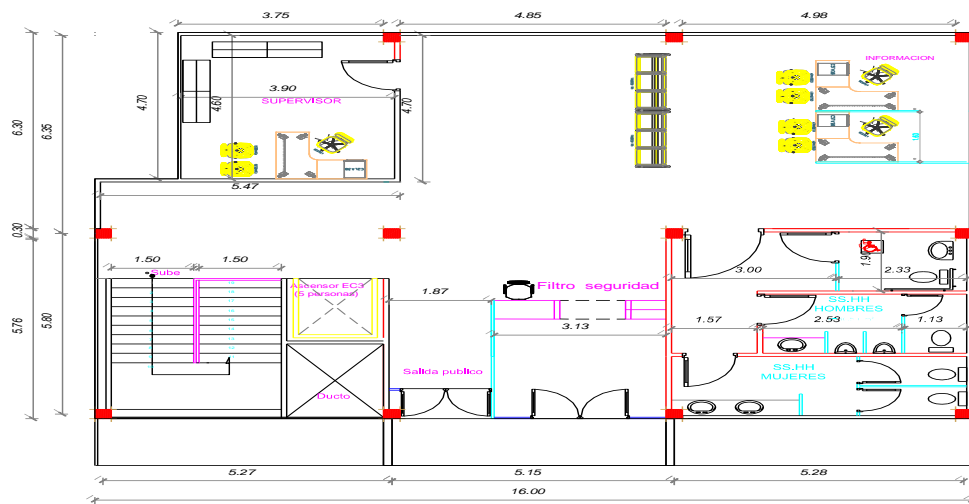 3.75
4.85
4.98
INFORMACION
3.90
SUPERVISOR
4.70
4.60
4.70
6.30
6.35
5.47
0.30
1.50
1.50
Sube
Ascensor EC3
(5 personas)
1.87
Filtro seguridad
3.00
2.33
SS.HH
HOMBRES
3.13
1.57
2.53
1.13
5.76
5.80
Salida publico
SS.HH
MUJERES
Ducto
5.27
5.15
5.28
16.00